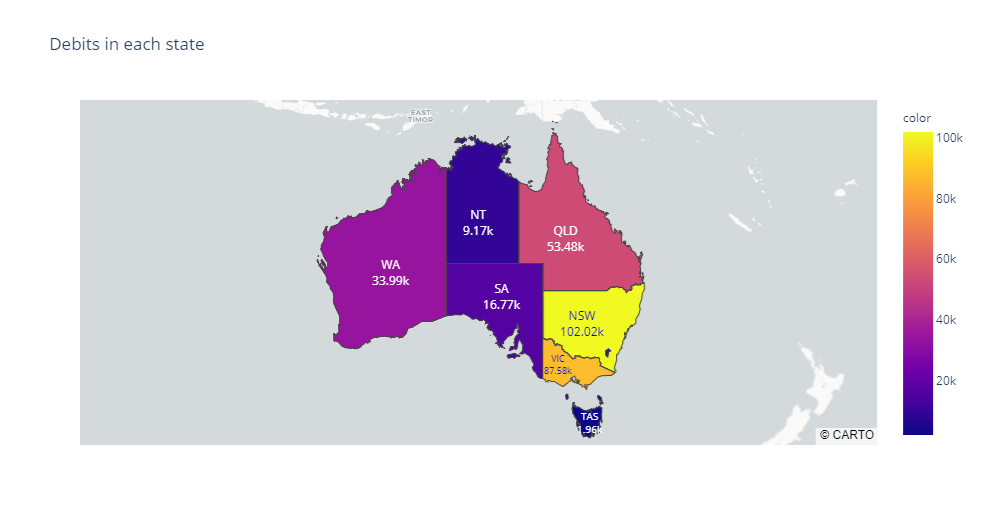 Debits in each state
EAST
TIMOR
color
100k
80k
60k
40k
20k
NT
9.17k
QLD
53.48k
WA
33.99k
SA
16.77k
NSW
102.02k
VIC
87.58k
TAS
1.96k
© CARTO